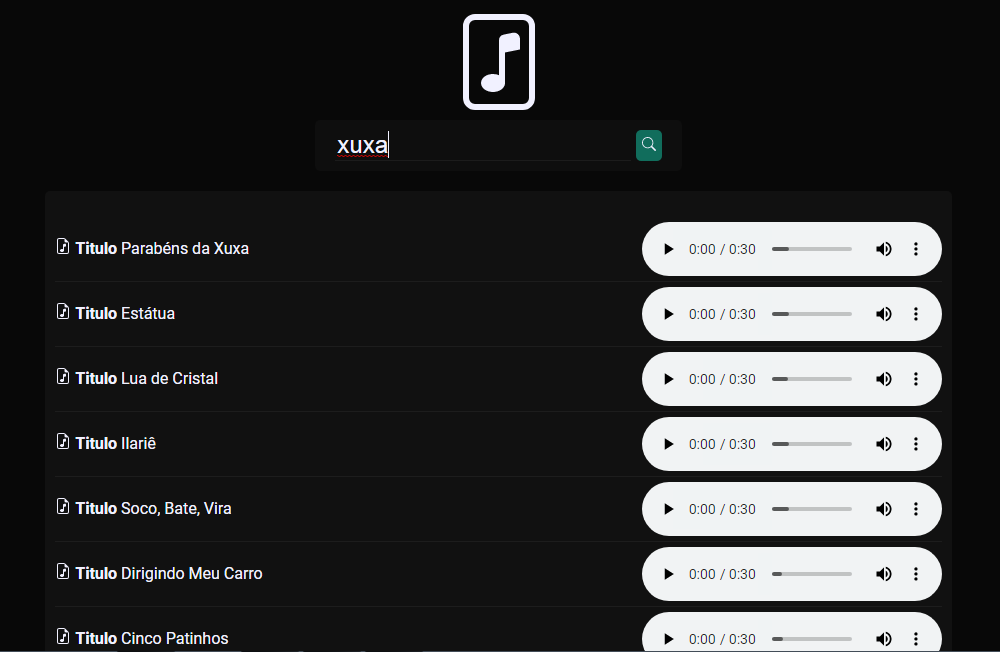 xuxa
Titulo Parabéns da Xuxa 0:00 / 0:30
Titulo Estátua 0:00 / 0:30
Titulo Lua de Cristal 0:00 / 0:30
Titulo Ilariê 0:00 / 0:30
Titulo Soco, Bate, Vira 0:00 / 0:30
Titulo Dirigindo Meu Carro 0:00 / 0:30
Titulo Cinco Patinhos 0:00 / 0:30